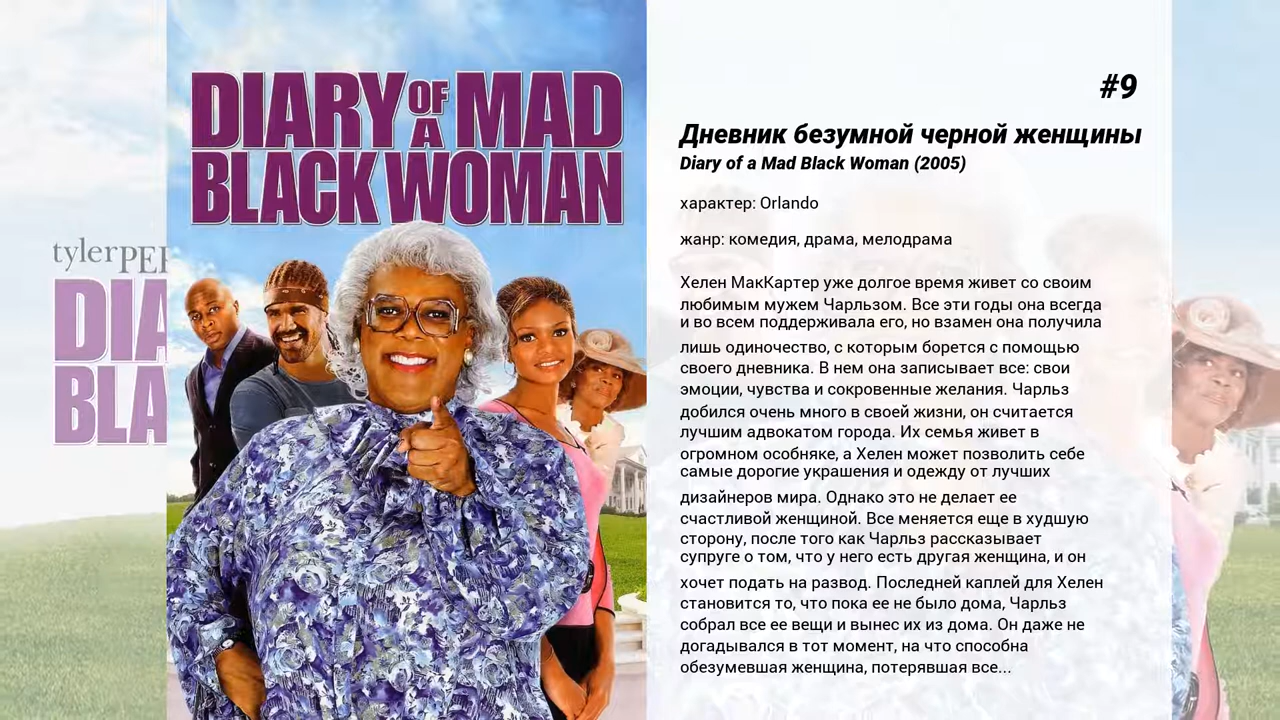 DIARY OF A MAD
BLACK WOMAN
tylerPER
DIA
BLA
#9
Дневник безумной черной женщины
Diary of a Mad Black Woman (2005)
характер: Orlando
жанр: комедия, драма, мелодрама
Хелен МакКартер уже долгое время живет со своим
любимым мужем Чарльзом. Все эти годы она всегда
и во всем поддерживала его, но взамен она получила
лишь одиночество, с которым борется с помощью
своего дневника. В нем она записывает все: свои
эмоции, чувства и сокровенные желания. Чарльз
добился очень много в своей жизни, он считается
лучшим адвокатом города. Их семья живет в
огромном особняке, а Хелен может позволить себе
самые дорогие украшения и одежду от лучших
дизайнеров мира. Однако это не делает ее
счастливой женщиной. Все меняется еще в худшую
сторону, после того как Чарльз рассказывает
супруге о том, что у него есть другая женщина, и он
хочет подать на развод. Последней каплей для Хелен
становится то, что пока ее не было дома, Чарльз
собрал все ее вещи и вынес их из дома. Он даже не
догадывался в тот момент, на что способна
обезумевшая женщина, потерявшая все...